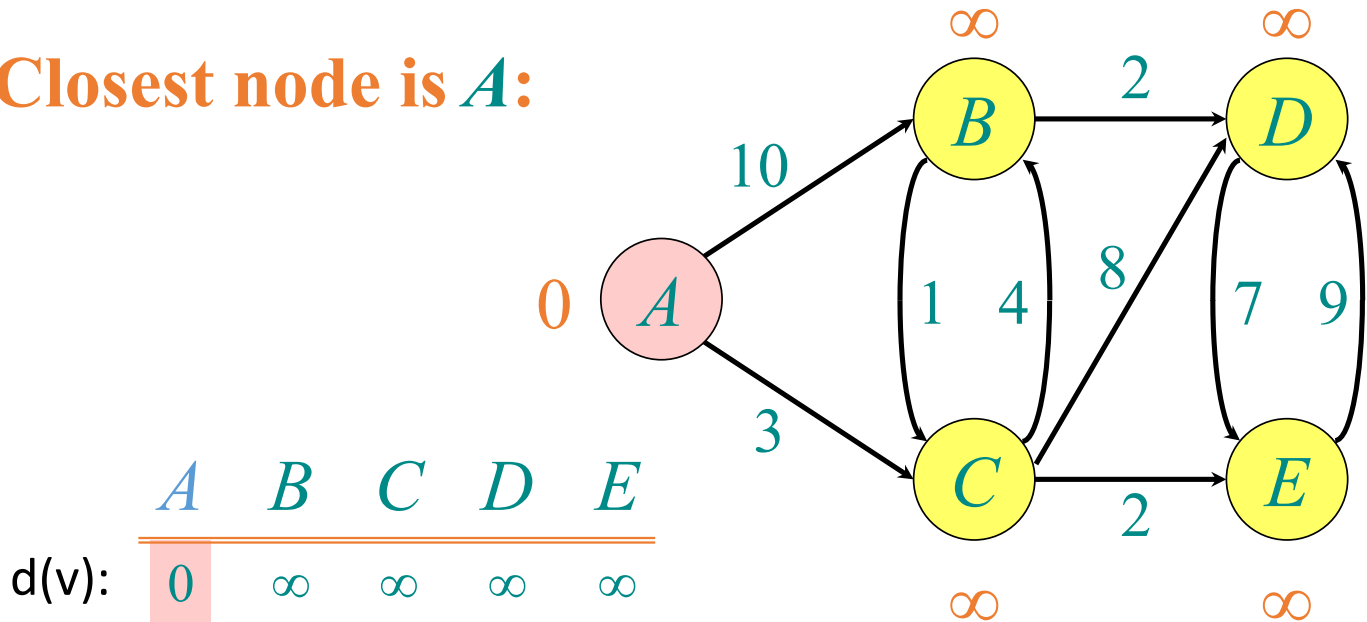 ∞ ∞
Closest node is A:
2
B D
10
8
0 A 1 4 7 9
3
A B C D E
C E
2
d(v): 0 ∞ ∞ ∞ ∞
∞ ∞